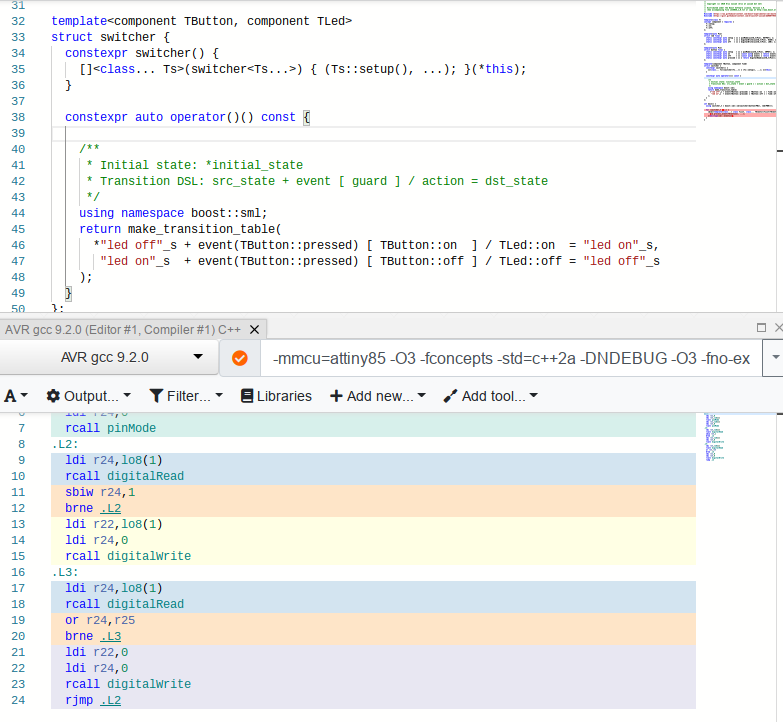 31
32 template<component TButton, component TLed>
33 struct switcher {
34 constexpr switcher() {
35 []<class... Ts>(switcher<Ts...>) { (Ts::setup(), ...); }(*this);
36 }
37
38 constexpr auto operator()() const {
39
40 /**
41 * Initial state: *initial_state
42 * Transition DSL: src_state + event [ guard ] / action = dst_state
43 */
44 using namespace boost::sml;
45 return make_transition_table(
46 *"led off"_s + event(TButton::pressed) [ TButton::on  ] / TLed::on  = "led on"_s,
47 "led on"_s  + event(TButton::pressed) [ TButton::off ] / TLed::off = "led off"_s
48 );
49 }
50 };
AVR gcc 9.2.0 (Editor #1, Compiler #1) C++ ×
AVR gcc 9.2.0 -mmcu=attiny85 -O3 -fconcepts -std=c++2a -DNDEBUG -O3 -fno-ex
A Output... Filter... Libraries + Add new... Add tool...
6 ldi r24,0
7 rcall pinMode
8 .L2:
9 ldi r24,lo8(1)
10 rcall digitalRead
11 sbiw r24,1
12 brne .L2
13 ldi r22,lo8(1)
14 ldi r24,0
15 rcall digitalWrite
16 .L3:
17 ldi r24,lo8(1)
18 rcall digitalRead
19 or r24,r25
20 brne .L3
21 ldi r22,0
22 ldi r24,0
23 rcall digitalWrite
24 rjmp .L2